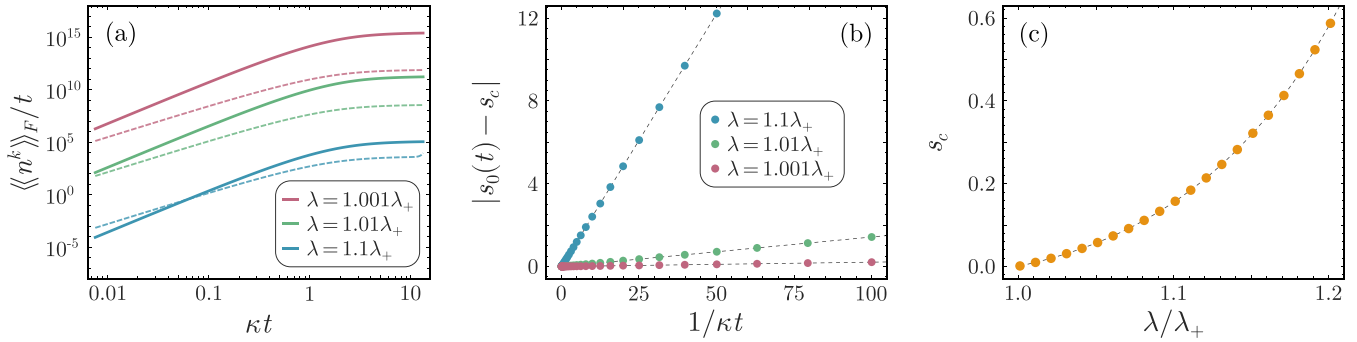 (a)
⟨⟨n^k⟩⟩_F / t
10^15
10^10
10^5
10^0
10^-5
λ = 1.001λ_+
λ = 1.01λ_+
λ = 1.1λ_+
0.01 0.1 1 10
κt
(b)
|s_0(t) − s_c|
12
8
4
0
λ = 1.1λ_+
λ = 1.01λ_+
λ = 1.001λ_+
0 25 50 75 100
1/κt
(c)
s_c
0.6
0.4
0.2
0.0
1.0 1.1 1.2
λ/λ_+